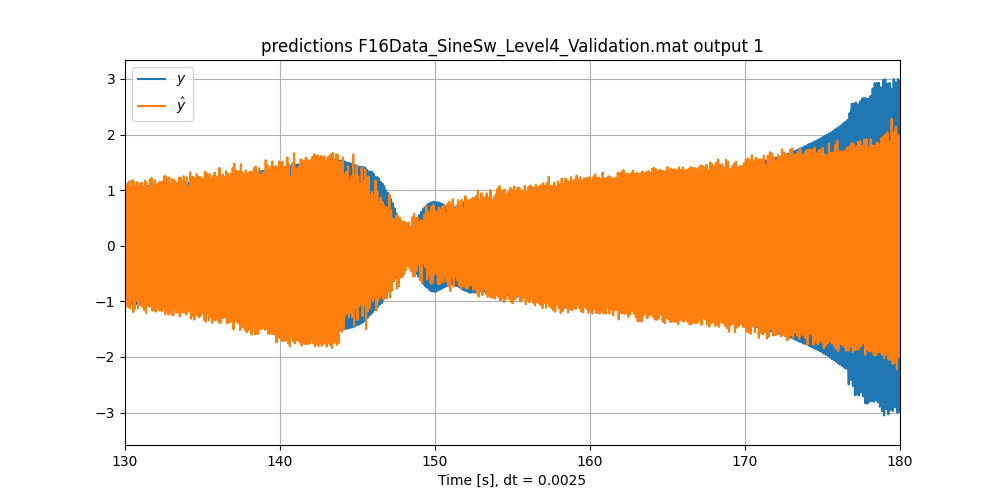 predictions F16Data_SineSw_Level4_Validation.mat output 1
y
ŷ
3
2
1
0
−1
−2
−3
130 140 150 160 170 180
Time [s], dt = 0.0025